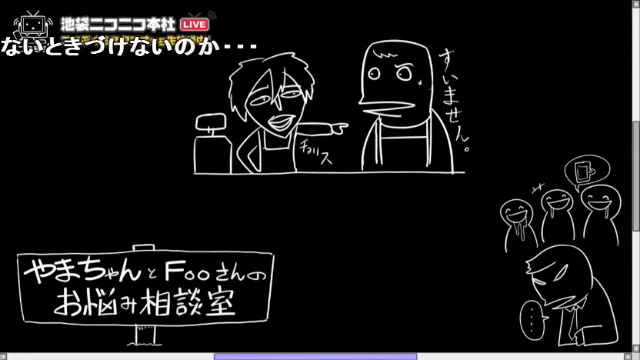 池袋ニコニコ本社 LIVE
ないときづけないのか・・・
すいません。
チョリス
やまちゃんとFooさんの
お悩み相談室